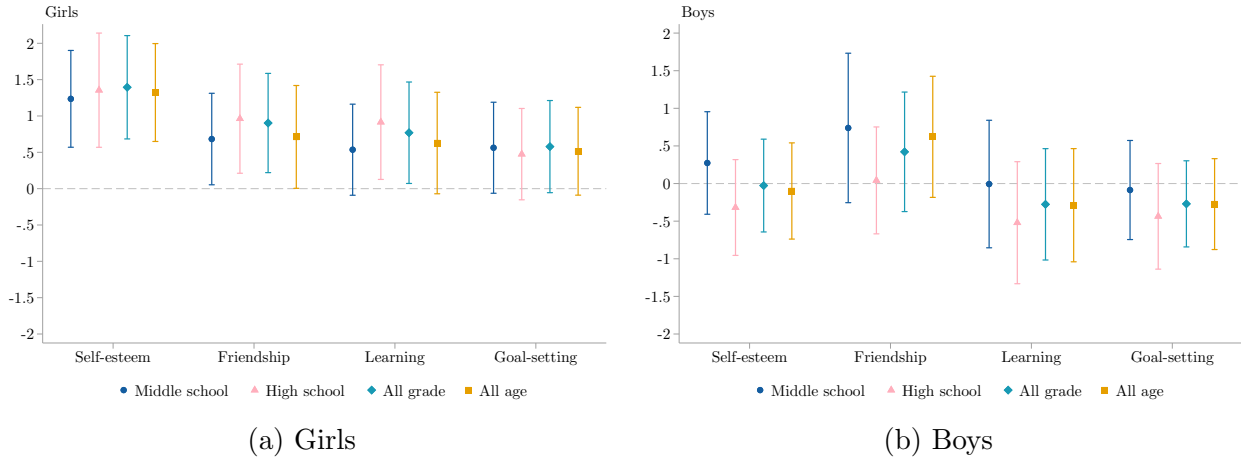 Girls
2
1.5
1
.5
0
-.5
-1
-1.5
-2
Self-esteem Friendship Learning Goal-setting
Middle school High school All grade All age
(a) Girls
Boys
2
1.5
1
.5
0
-.5
-1
-1.5
-2
Self-esteem Friendship Learning Goal-setting
Middle school High school All grade All age
(b) Boys